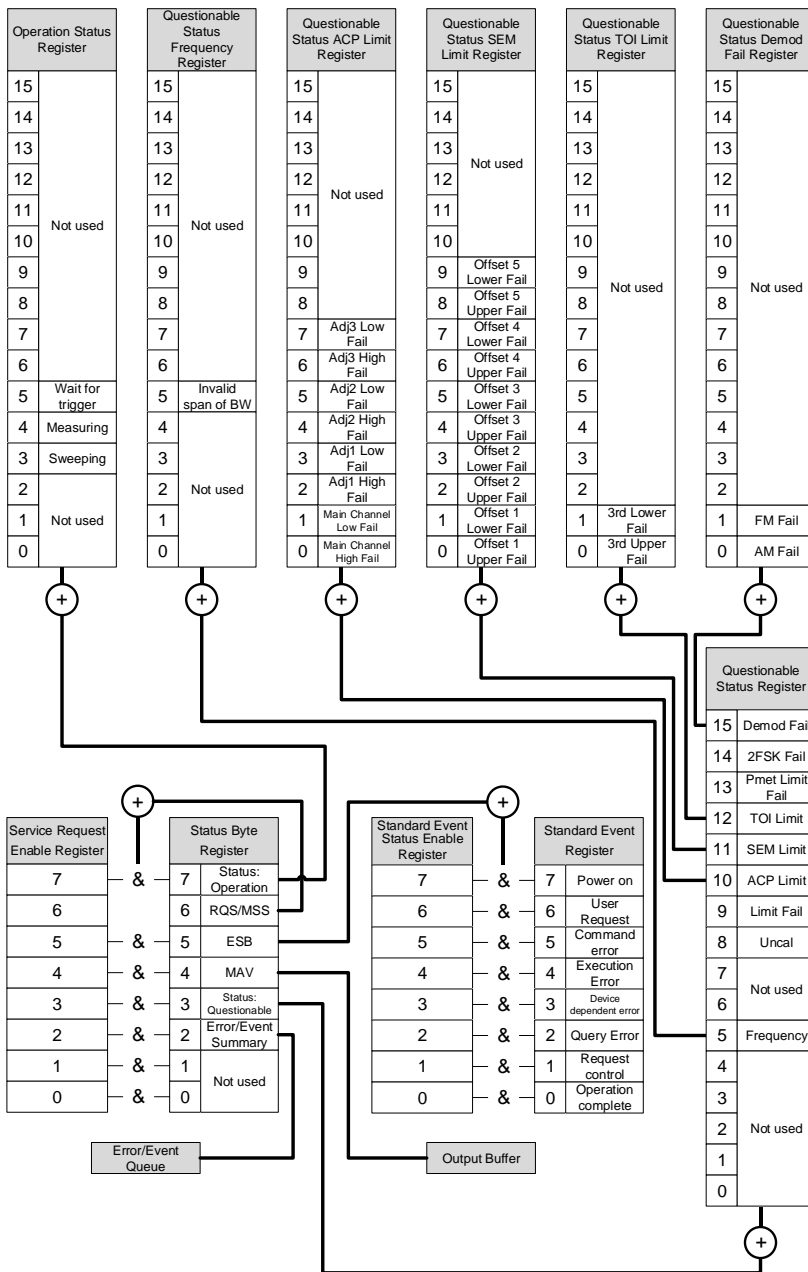 Operation Status
Register
15
14
13
12
11
10
9
8
7
6
5
4
3
2
1
0
Not used
Wait for
trigger
Measuring
Sweeping
Not used
Questionable
Status
Frequency
Register
15
14
13
12
11
10
9
8
7
6
5
4
3
2
1
0
Not used
Invalid
span of BW
Not used
Questionable
Status ACP Limit
Register
15
14
13
12
11
10
9
8
7
6
5
4
3
2
1
0
Not used
Adj3 Low
Fail
Adj3 High
Fail
Adj2 Low
Fail
Adj2 High
Fail
Adj1 Low
Fail
Adj1 High
Fail
Main Channel
Low Fail
Main Channel
High Fail
Questionable
Status SEM
Limit Register
15
14
13
12
11
10
9
8
7
6
5
4
3
2
1
0
Not used
Offset 5
Lower Fail
Offset 5
Upper Fail
Offset 4
Lower Fail
Offset 4
Upper Fail
Offset 3
Lower Fail
Offset 3
Upper Fail
Offset 2
Lower Fail
Offset 2
Upper Fail
Offset 1
Lower Fail
Offset 1
Upper Fail
Questionable
Status TOI Limit
Register
15
14
13
12
11
10
9
8
7
6
5
4
3
2
1
0
Not used
3rd Lower
Fail
3rd Upper
Fail
Questionable
Status Demod
Fail Register
15
14
13
12
11
10
9
8
7
6
5
4
3
2
1
0
Not used
FM Fail
AM Fail
+
+
+
+
+
+
Questionable
Status Register
15 Demod Fail
14 2FSK Fail
13 Pmet Limit
Fail
12 TOI Limit
11 SEM Limit
10 ACP Limit
9 Limit Fail
8 Uncal
7
6
Not used
5 Frequency
4
3
2
1
0
Not used
+
+
Service Request
Enable Register
7
6
5
4
3
2
1
0
&
&
&
&
&
&
&
Status Byte
Register
7 Status:
Operation
6 RQS/MSS
5 ESB
4 MAV
3 Status:
Questionable
2 Error/Event
Summary
1
0
Not used
+
Standard Event
Status Enable
Register
7
6
5
4
3
2
1
0
&
&
&
&
&
&
&
&
Standard Event
Register
7 Power on
6 User
Request
5 Command
error
4 Execution
Error
3 Device
dependent error
2 Query Error
1 Request
control
0 Operation
complete
Error/Event
Queue
Output Buffer